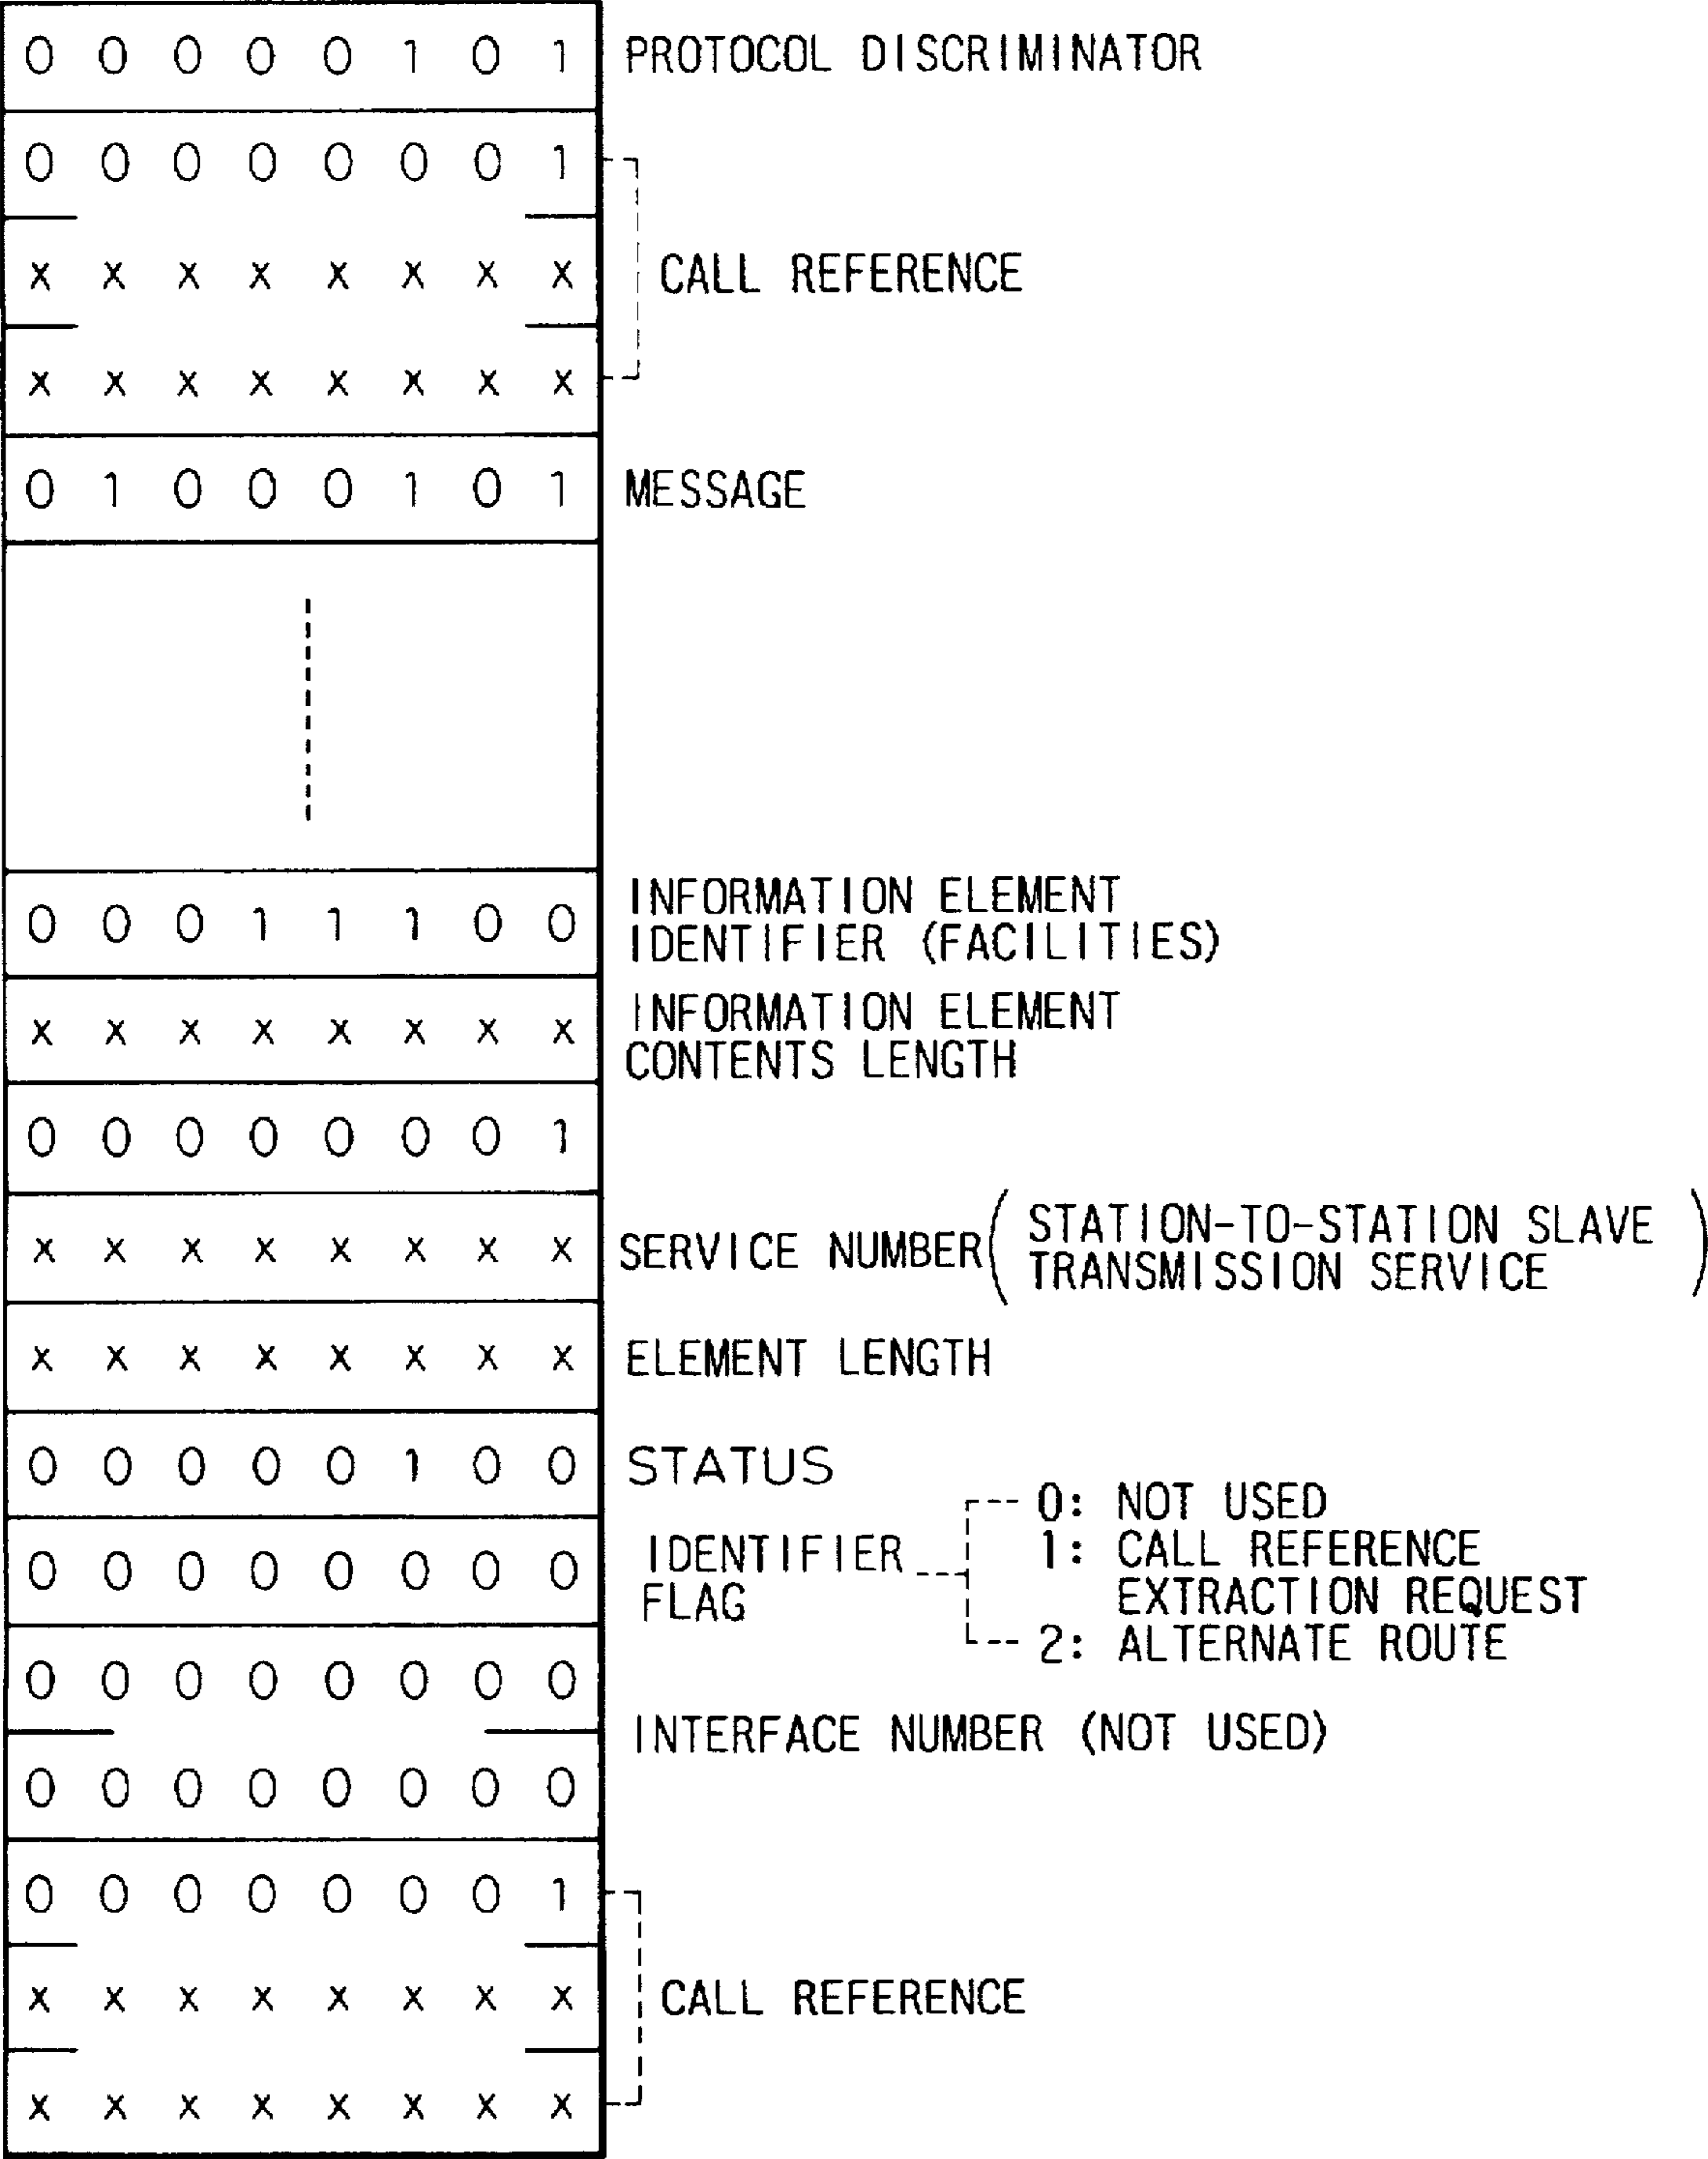 0 0 0 0 0 1 0 1 PROTOCOL DISCRIMINATOR
0 0 0 0 0 0 0 1
x x x x x x x x CALL REFERENCE
x x x x x x x x
0 1 0 0 0 1 0 1 MESSAGE
0 0 0 1 1 1 0 0 INFORMATION ELEMENT
IDENTIFIER (FACILITIES)
x x x x x x x x INFORMATION ELEMENT
CONTENTS LENGTH
0 0 0 0 0 0 0 1
x x x x x x x x SERVICE NUMBER (STATION-TO-STATION SLAVE
TRANSMISSION SERVICE)
x x x x x x x x ELEMENT LENGTH
0 0 0 0 0 1 0 0 STATUS
0 0 0 0 0 0 0 0 IDENTIFIER
FLAG
0: NOT USED
1: CALL REFERENCE
EXTRACTION REQUEST
2: ALTERNATE ROUTE
0 0 0 0 0 0 0 0
INTERFACE NUMBER (NOT USED)
0 0 0 0 0 0 0 0
0 0 0 0 0 0 0 1
x x x x x x x x CALL REFERENCE
x x x x x x x x